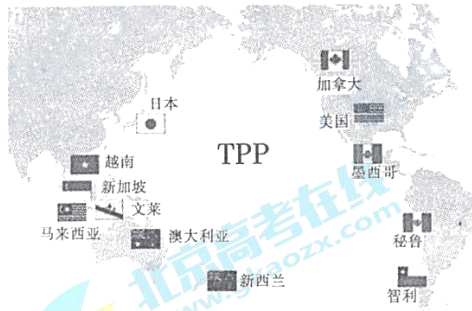 加拿大
日本
美国
TPP
越南
墨西哥
新加坡
文莱
马来西亚
澳大利亚
秘鲁
新西兰
智利
北京高考在线
www.gkaozx.com